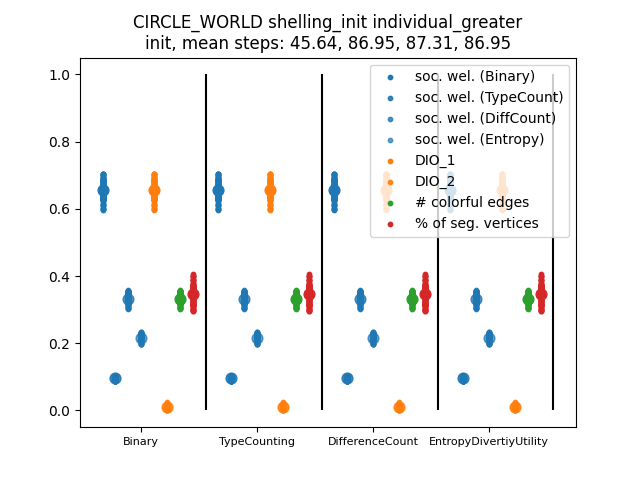 CIRCLE_WORLD shelling_init individual_greater
init, mean steps: 45.64, 86.95, 87.31, 86.95
1.0
0.8
0.6
0.4
0.2
0.0
soc. wel. (Binary)
soc. wel. (TypeCount)
soc. wel. (DiffCount)
soc. wel. (Entropy)
DIO_1
DIO_2
# colorful edges
% of seg. vertices
Binary
TypeCounting
DifferenceCount
EntropyDivertiyUtility